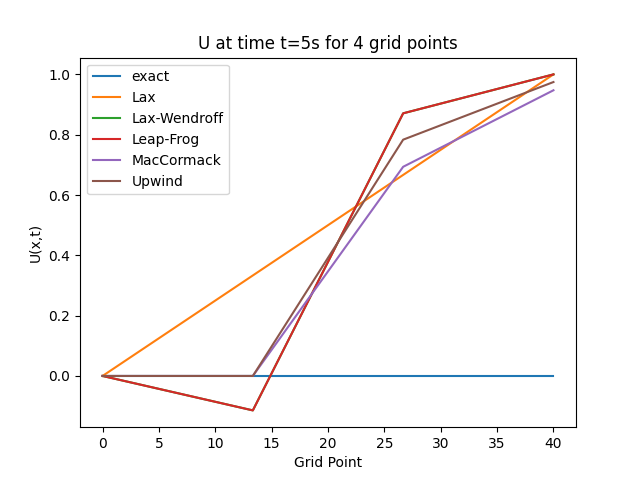 U at time t=5s for 4 grid points
exact
Lax
Lax-Wendroff
Leap-Frog
MacCormack
Upwind
1.0
0.8
0.6
0.4
0.2
0.0
U(x,t)
0 5 10 15 20 25 30 35 40
Grid Point